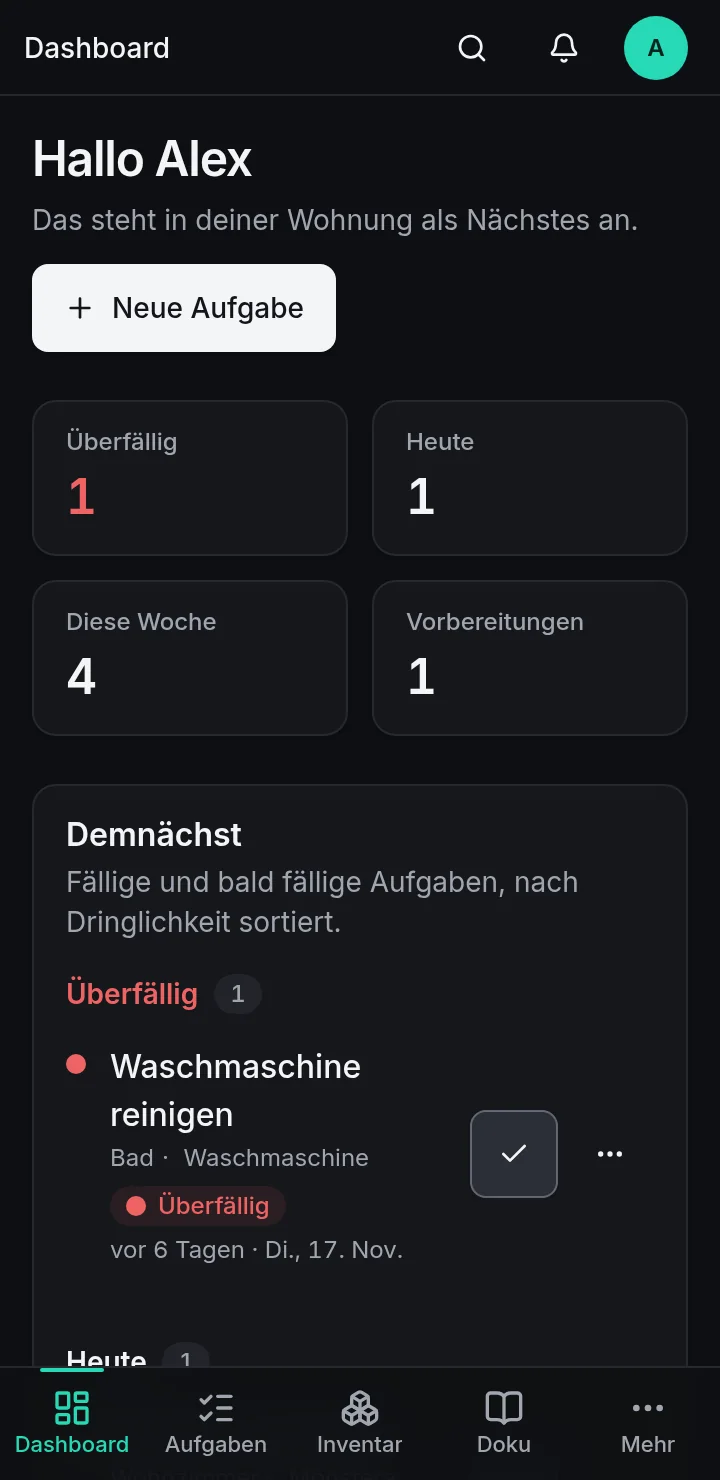 Dashboard
A
Hallo Alex
Das steht in deiner Wohnung als Nächstes an.
Neue Aufgabe
Überfällig
1
Heute
1
Diese Woche
4
Vorbereitungen
1
Demnächst
Fällige und bald fällige Aufgaben, nach
Dringlichkeit sortiert.
Überfällig 1
Waschmaschine
reinigen
Bad · Waschmaschine
Überfällig
vor 6 Tagen · Di., 17. Nov.
Heute 1
Dashboard
Aufgaben
Inventar
Doku
Mehr